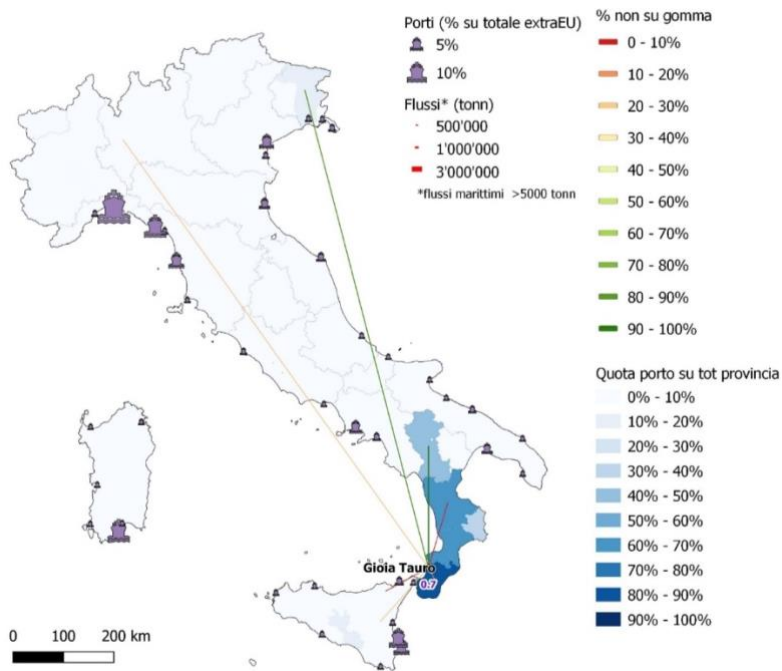 Porti (% su totale extraEU)
5%
10%
Flussi* (tonn)
500'000
1'000'000
3'000'000
*flussi marittimi >5000 tonn
% non su gomma
0 - 10%
10 - 20%
20 - 30%
30 - 40%
40 - 50%
50 - 60%
60 - 70%
70 - 80%
80 - 90%
90 - 100%
Quota porto su tot provincia
0% - 10%
10% - 20%
20% - 30%
30% - 40%
40% - 50%
50% - 60%
60% - 70%
70% - 80%
80% - 90%
90% - 100%
Gioia Tauro
0.7
0 100 200 km